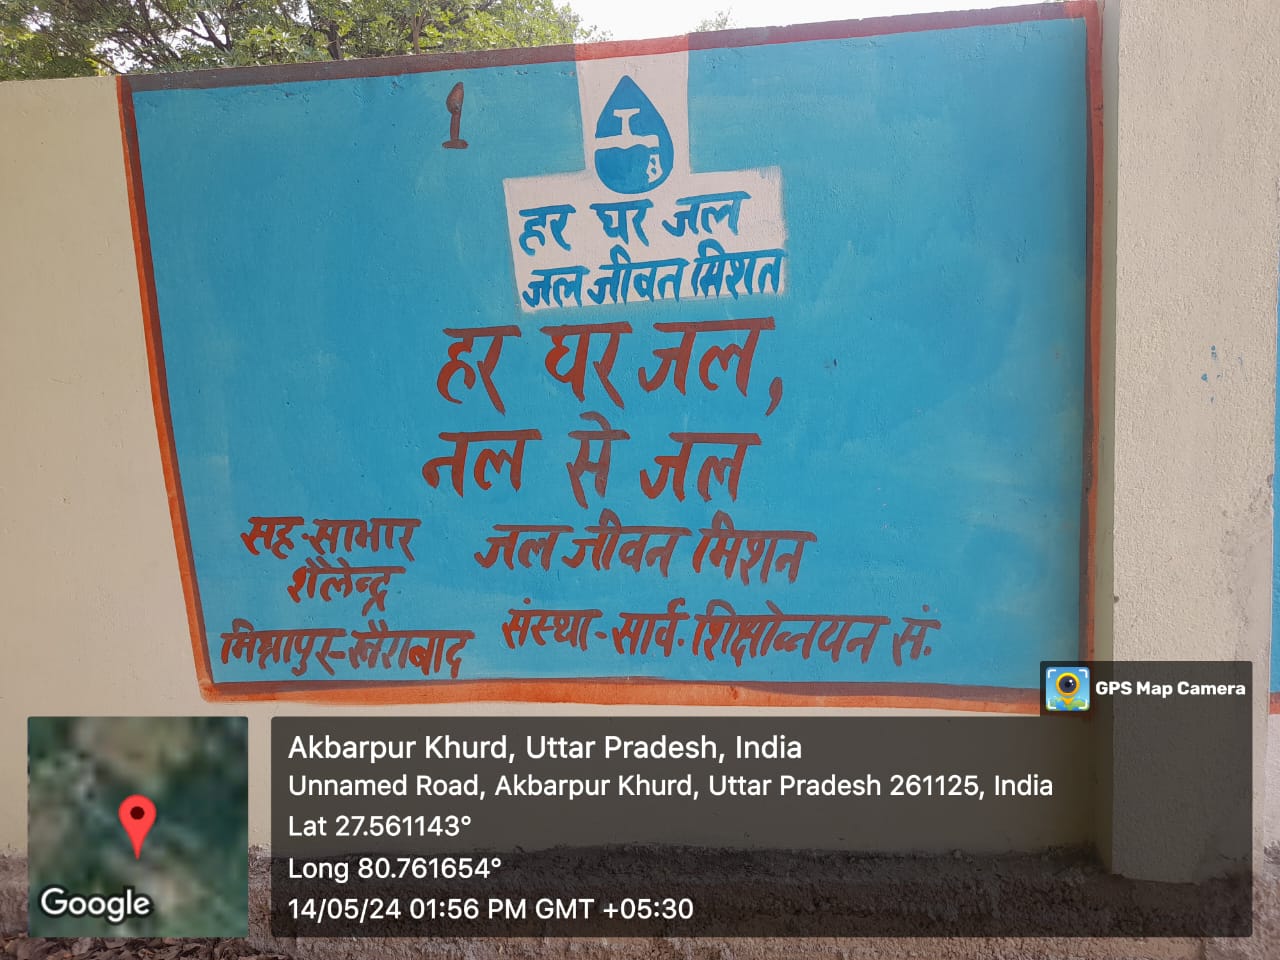 १
हर घर जल
जल जीवन मिशन
हर घर जल,
नल से जल
सह-साभार
शैलेन्द्र
जल जीवन मिशन
मिश्रापुर-खैराबाद
संस्था-सार्व. शिक्षोन्नयन सं.
GPS Map Camera
Akbarpur Khurd, Uttar Pradesh, India
Unnamed Road, Akbarpur Khurd, Uttar Pradesh 261125, India
Lat 27.561143°
Long 80.761654°
14/05/24 01:56 PM GMT +05:30
Google